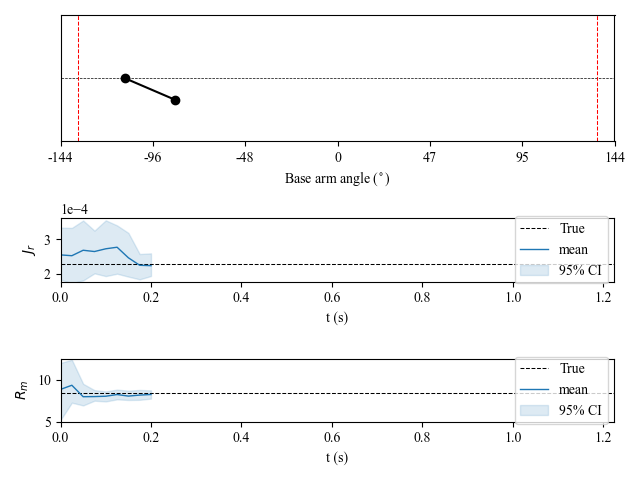 -144 -96 -48 0 47 95 144
Base arm angle (°)
1e−4
3
2
J_r
True
mean
95% CI
0.0 0.2 0.4 0.6 0.8 1.0 1.2
t (s)
10
5
R_m
True
mean
95% CI
0.0 0.2 0.4 0.6 0.8 1.0 1.2
t (s)